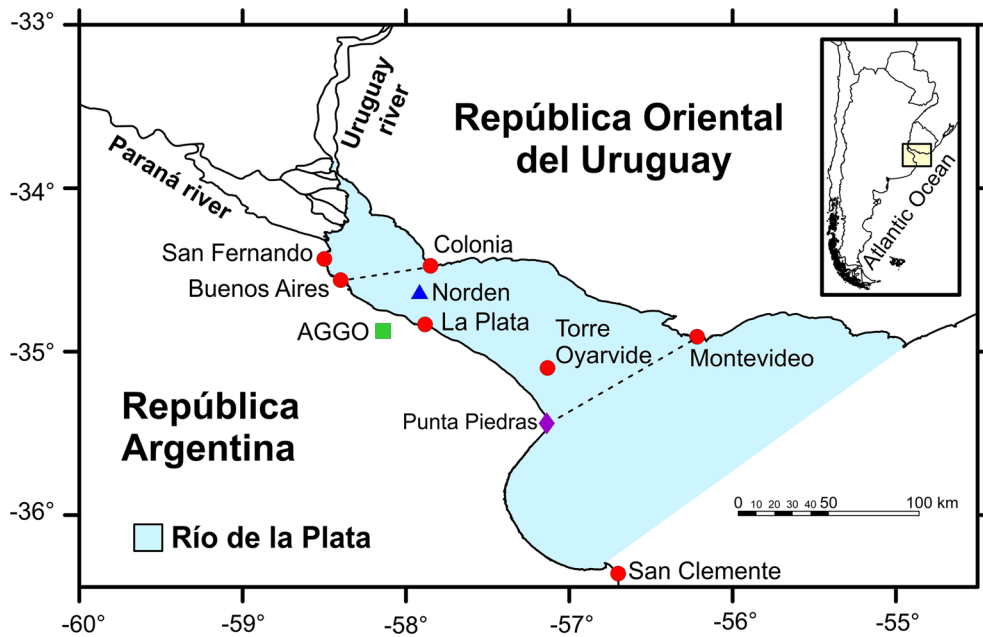 -33°
-34°
-35°
-36°
-60°
-59°
-58°
-57°
-56°
-55°
Uruguay
river
Paraná river
República Oriental
del Uruguay
Atlantic Ocean
San Fernando
Colonia
Buenos Aires
Norden
La Plata
AGGO
Torre
Oyarvide
Montevideo
República
Argentina
Punta Piedras
0 10 20 30 40 50 100 km
Río de la Plata
San Clemente